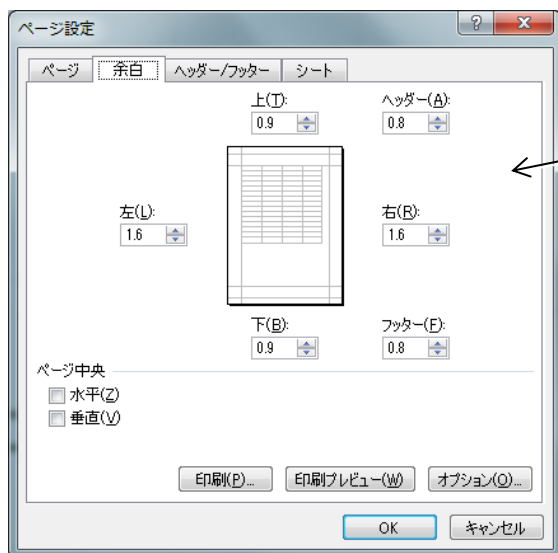 ページ設定
ページ 余白 ヘッダー/フッター シート
上(T): ヘッダー(A):
0.9 0.8
左(L): 右(R):
1.6 1.6
下(B): フッター(F):
0.9 0.8
ページ中央
水平(Z)
垂直(V)
印刷(P)... 印刷プレビュー(W) オプション(O)...
OK キャンセル